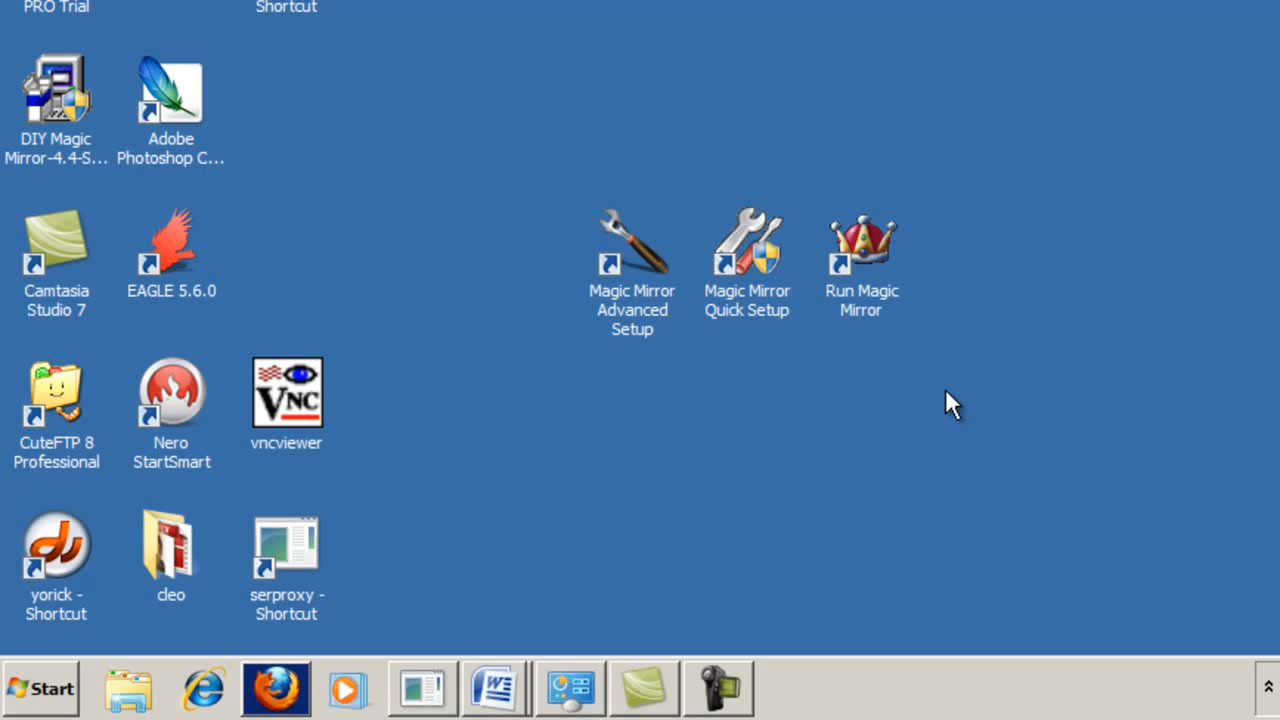 PRO Trial
Shortcut
DIY Magic
Mirror-4.4-S...
Adobe
Photoshop C...
Camtasia
Studio 7
EAGLE 5.6.0
Magic Mirror
Advanced
Setup
Magic Mirror
Quick Setup
Run Magic
Mirror
CuteFTP 8
Professional
Nero
StartSmart
VNC
vncviewer
yorick -
Shortcut
cleo
serproxy -
Shortcut
Start
W